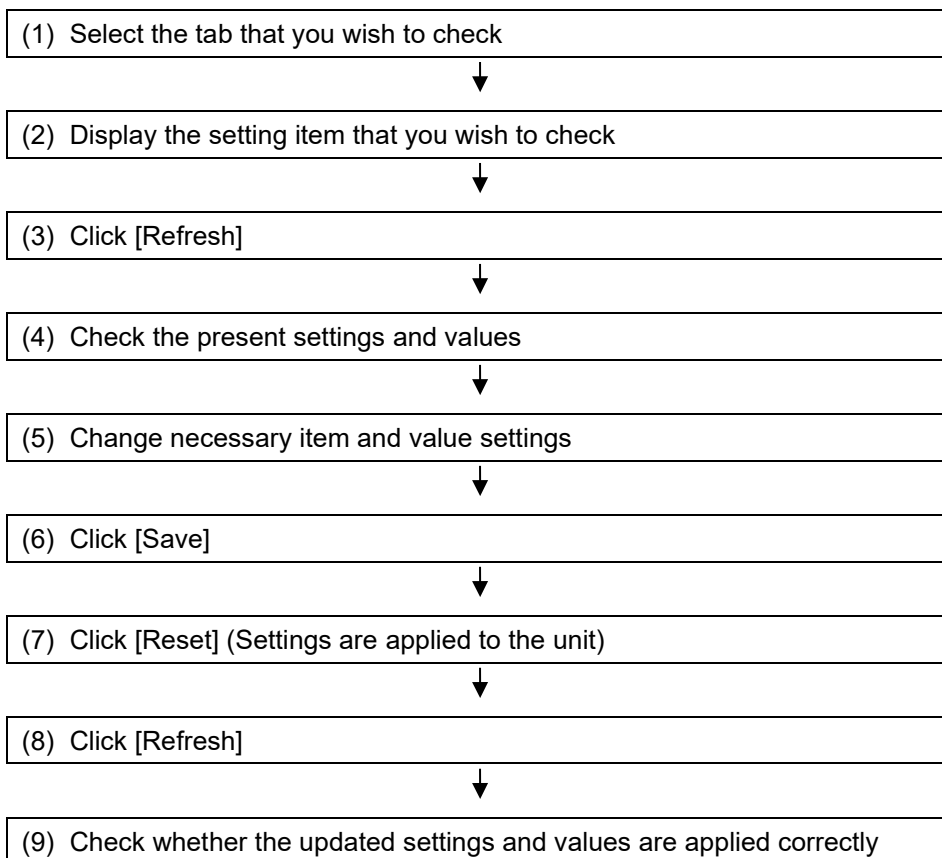 (1) Select the tab that you wish to check
(2) Display the setting item that you wish to check
(3) Click [Refresh]
(4) Check the present settings and values
(5) Change necessary item and value settings
(6) Click [Save]
(7) Click [Reset] (Settings are applied to the unit)
(8) Click [Refresh]
(9) Check whether the updated settings and values are applied correctly